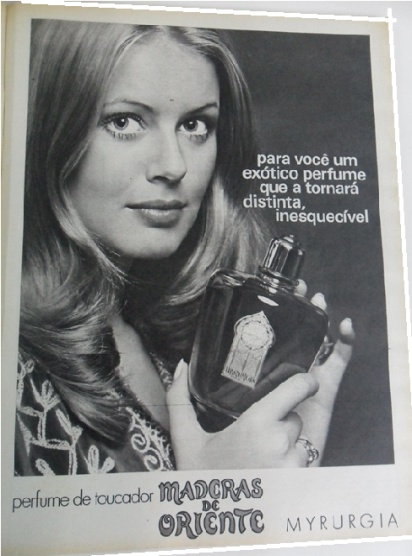 para você um
exótico perfume
que a tornará
distinta,
inesquecível
perfume de toucador
MADERAS
DE
ORIENTE
MYRURGIA